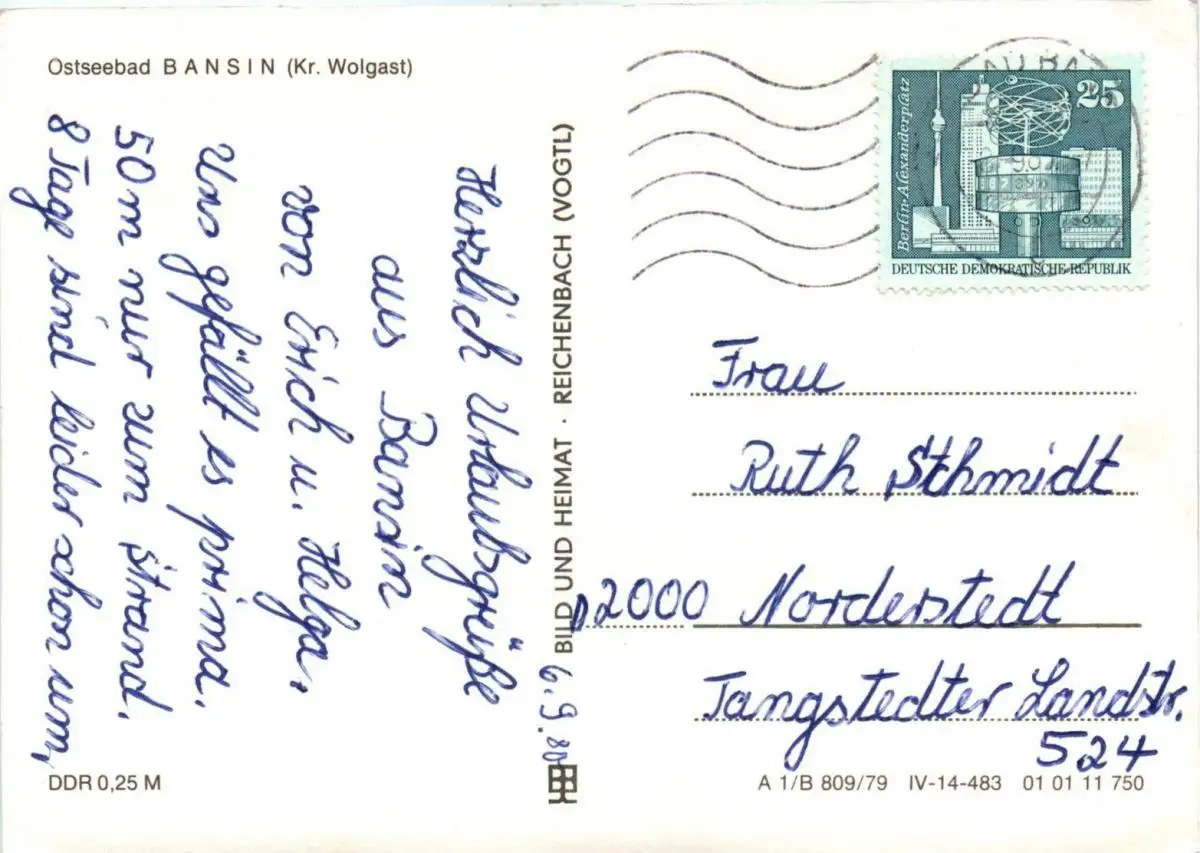 Ostseebad BANSIN (Kr. Wolgast)
Herzlich Urlaubsgrüße
aus Bansin
von Erich u. Helga.
Uns gefällt es prima.
50 m nur zum Strand.
8 Tage sind leider schon um,
6.9.80
DDR 0,25 M
BILD UND HEIMAT · REICHENBACH (VOGTL)
Berlin-Alexanderplatz
25
DEUTSCHE DEMOKRATISCHE REPUBLIK
Frau
Ruth Schmidt
D 2000 Norderstedt
Tangstedter Landstr.
524
A 1/B 809/79 IV-14-483 01 01 11 750